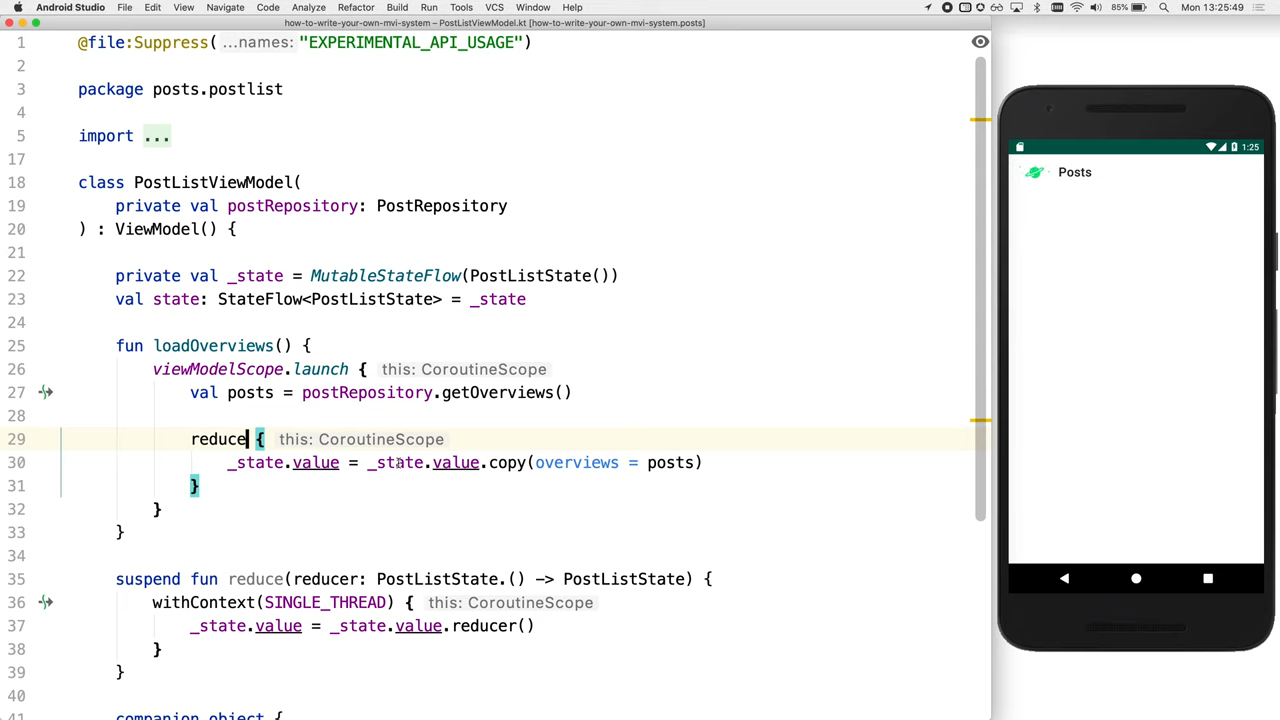 Android Studio File Edit View Navigate Code Analyze Refactor Build Run Tools VCS Window Help 85% Mon 13:25:49
how-to-write-your-own-mvi-system – PostListViewModel.kt [how-to-write-your-own-mvi-system.posts]
1 @file:Suppress( ...names: "EXPERIMENTAL_API_USAGE")
2
3 package posts.postlist
4
5 import ...
17
18 class PostListViewModel(
19 private val postRepository: PostRepository
20 ) : ViewModel() {
21
22 private val _state = MutableStateFlow(PostListState())
23 val state: StateFlow<PostListState> = _state
24
25 fun loadOverviews() {
26 viewModelScope.launch { this: CoroutineScope
27 val posts = postRepository.getOverviews()
28
29 reduce { this: CoroutineScope
30 _state.value = _state.value.copy(overviews = posts)
31 }
32 }
33 }
34
35 suspend fun reduce(reducer: PostListState.() -> PostListState) {
36 withContext(SINGLE_THREAD) { this: CoroutineScope
37 _state.value = _state.value.reducer()
38 }
39 }
40
41 companion object {
1:25
Posts